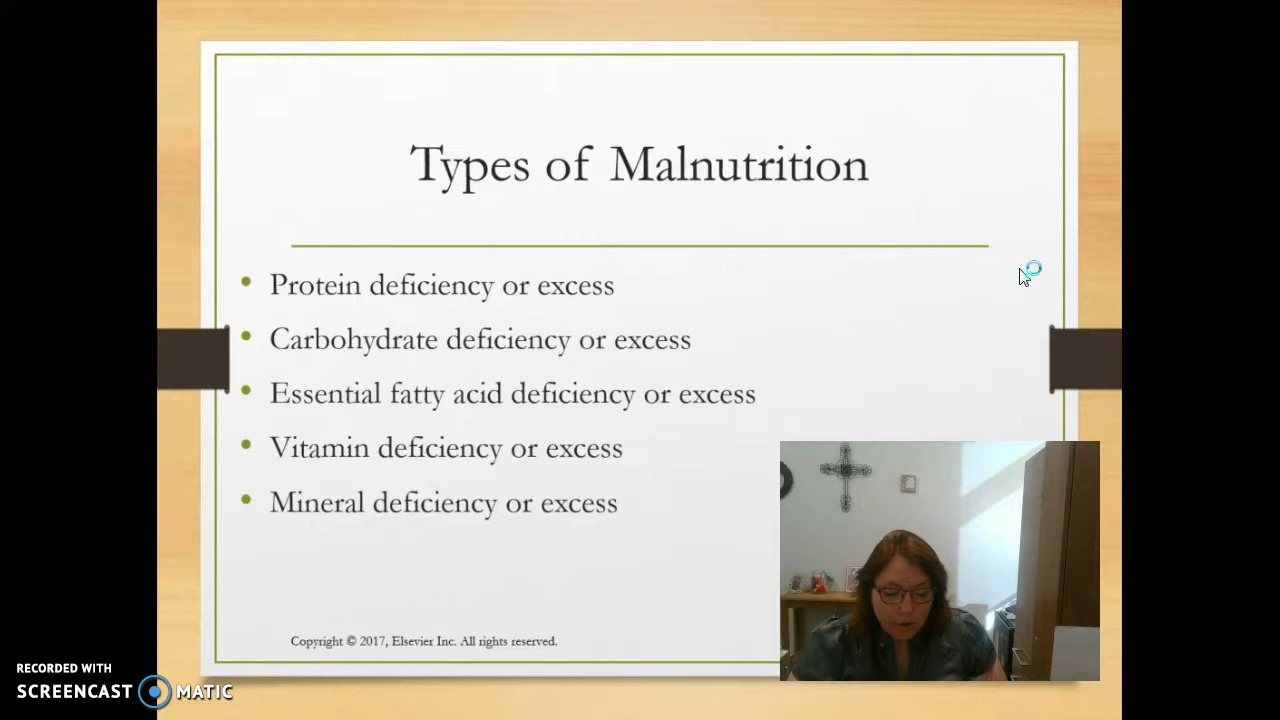 Types of Malnutrition
• Protein deficiency or excess
• Carbohydrate deficiency or excess
• Essential fatty acid deficiency or excess
• Vitamin deficiency or excess
• Mineral deficiency or excess
Copyright © 2017, Elsevier Inc. All rights reserved.
RECORDED WITH
SCREENCAST MATIC